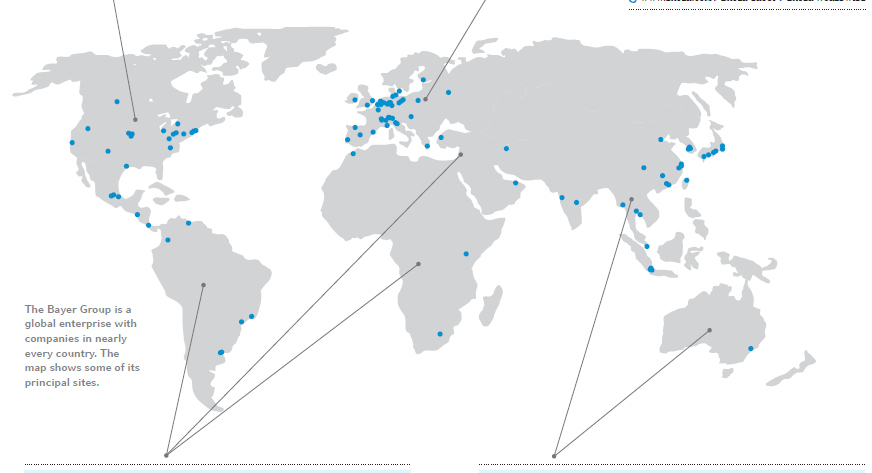 The Bayer Group is a
global enterprise with
companies in nearly
every country. The
map shows some of its
principal sites.